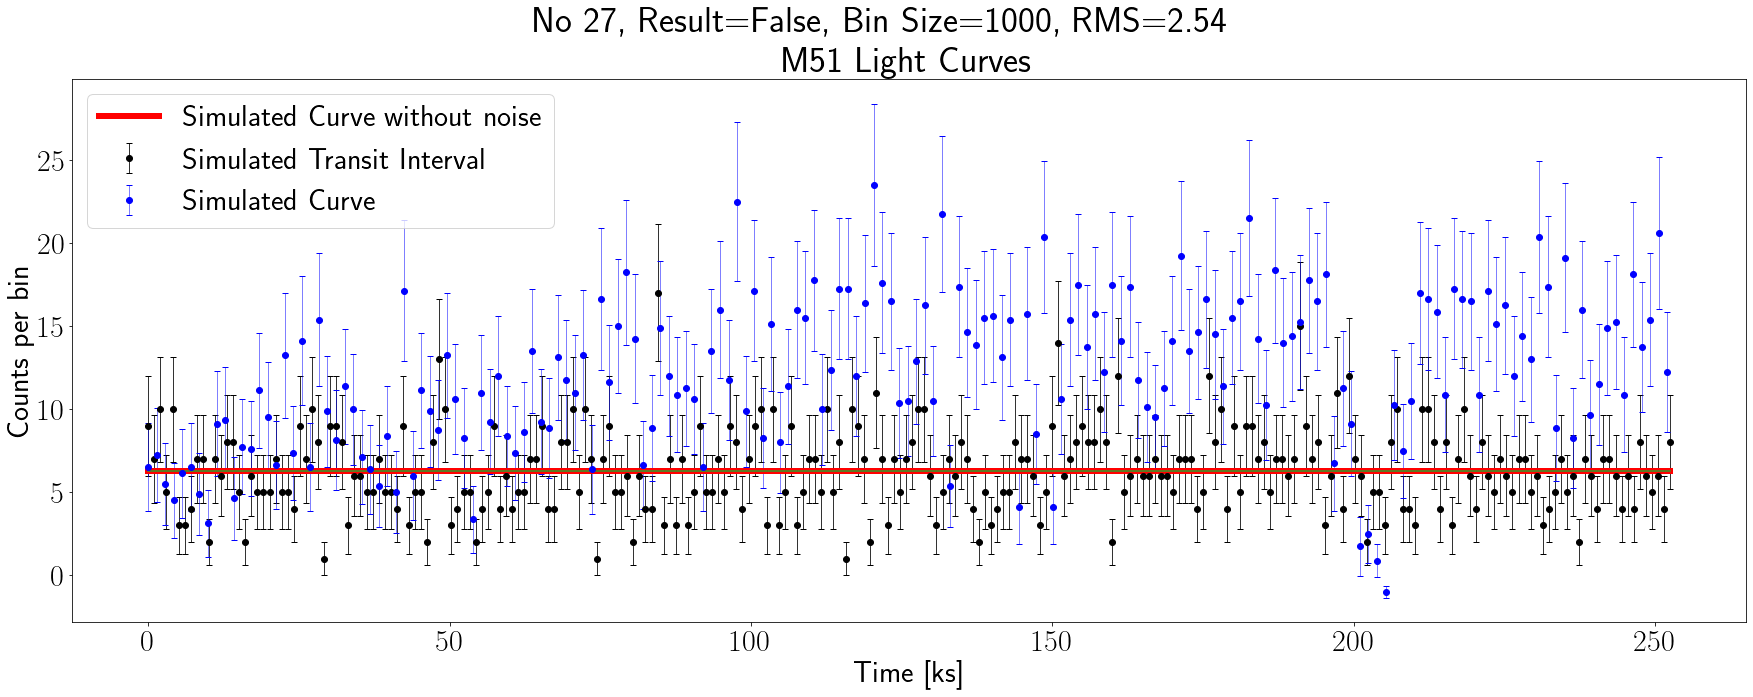 No 27, Result=False, Bin Size=1000, RMS=2.54
M51 Light Curves
Simulated Curve without noise
Simulated Transit Interval
Simulated Curve
Counts per bin
25
20
15
10
5
0
0 50 100 150 200 250
Time [ks]